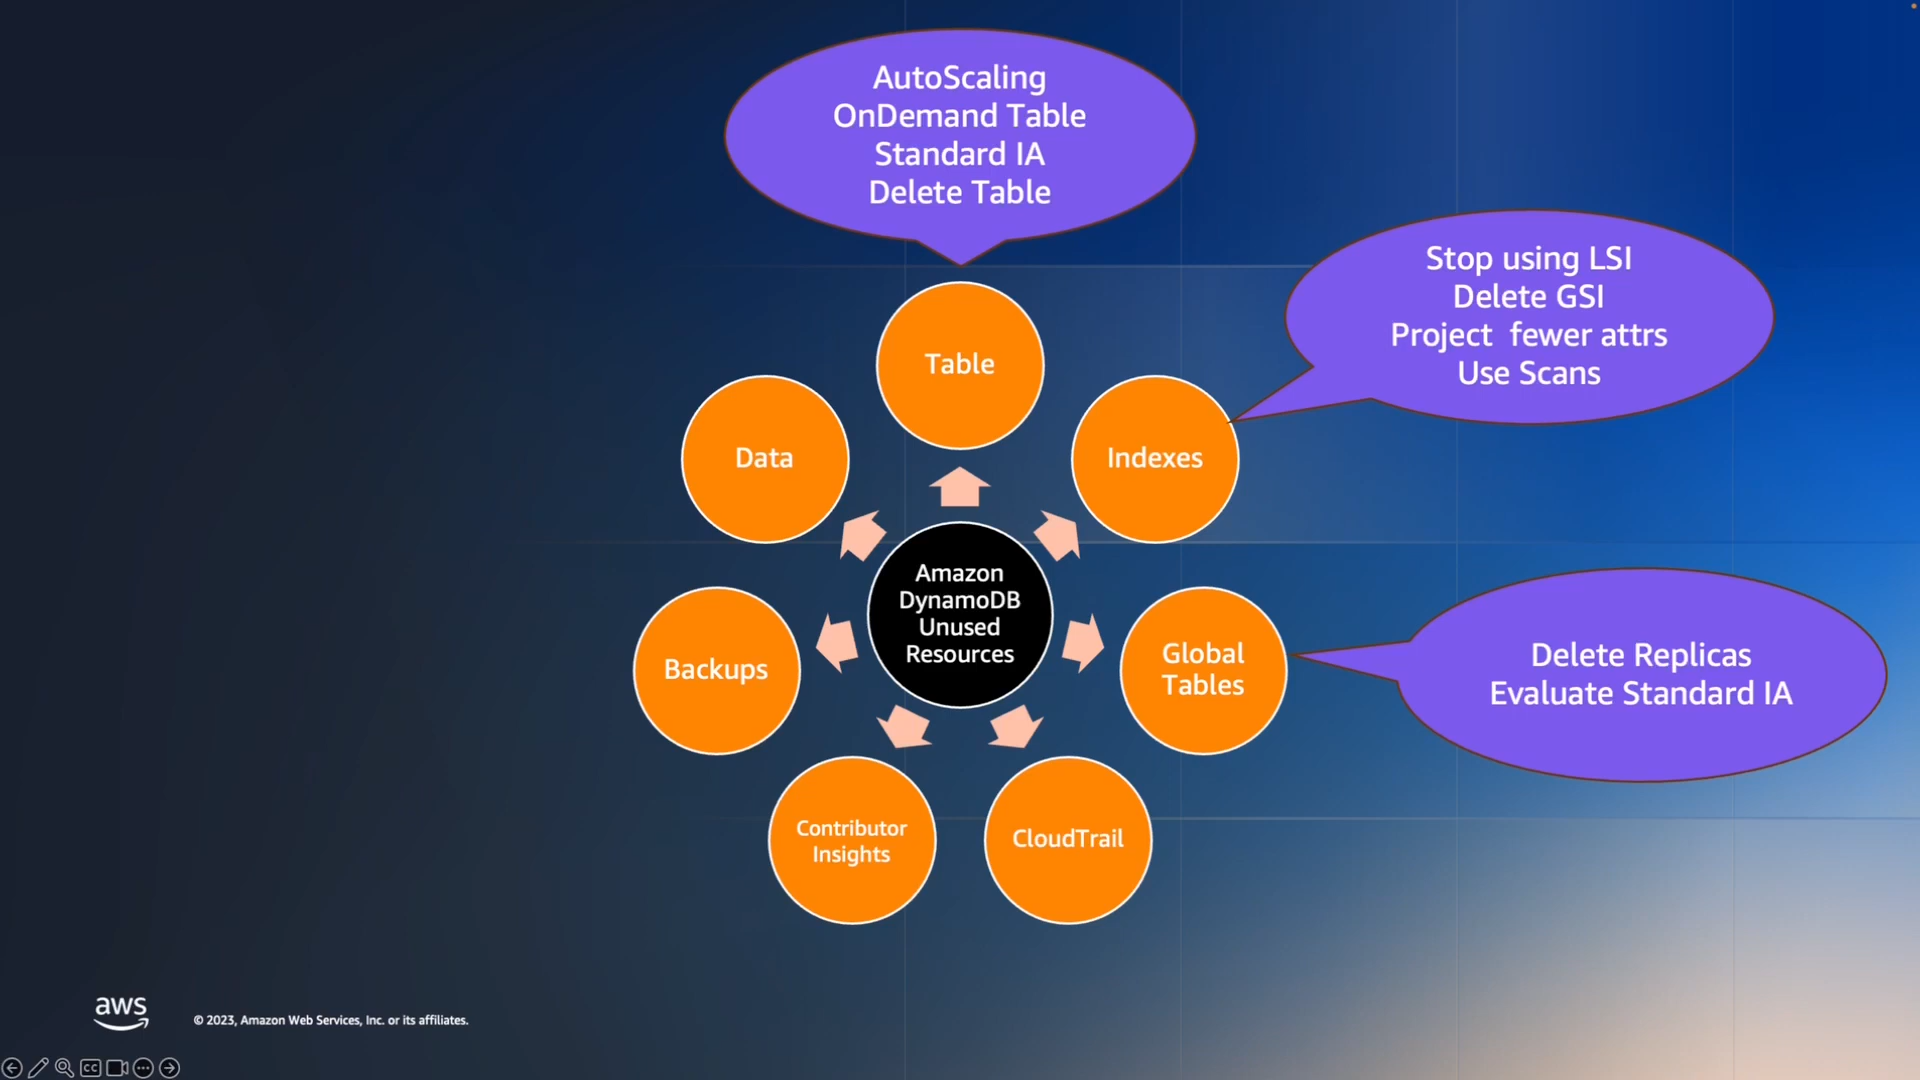 AutoScaling
OnDemand Table
Standard IA
Delete Table
Stop using LSI
Delete GSI
Project  fewer attrs
Use Scans
Table
Data
Indexes
Amazon
DynamoDB
Unused
Resources
Backups
Global
Tables
Delete Replicas
Evaluate Standard IA
Contributor
Insights
CloudTrail
aws
© 2023, Amazon Web Services, Inc. or its affiliates.
CC